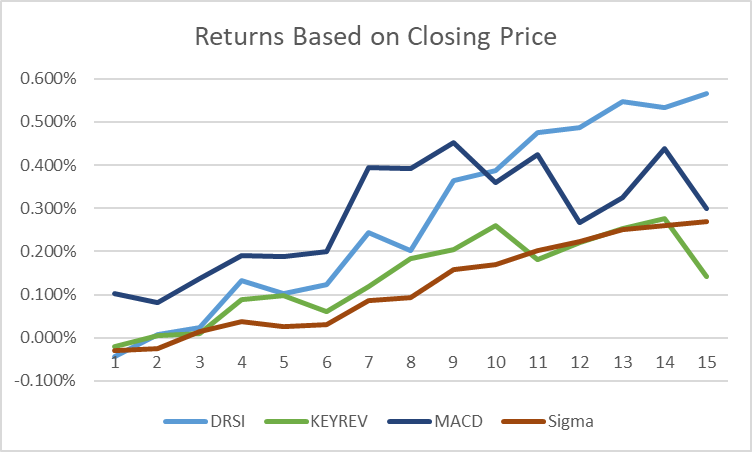 Returns Based on Closing Price
0.600%
0.500%
0.400%
0.300%
0.200%
0.100%
0.000%
-0.100%
1 2 3 4 5 6 7 8 9 10 11 12 13 14 15
DRSI KEYREV MACD Sigma